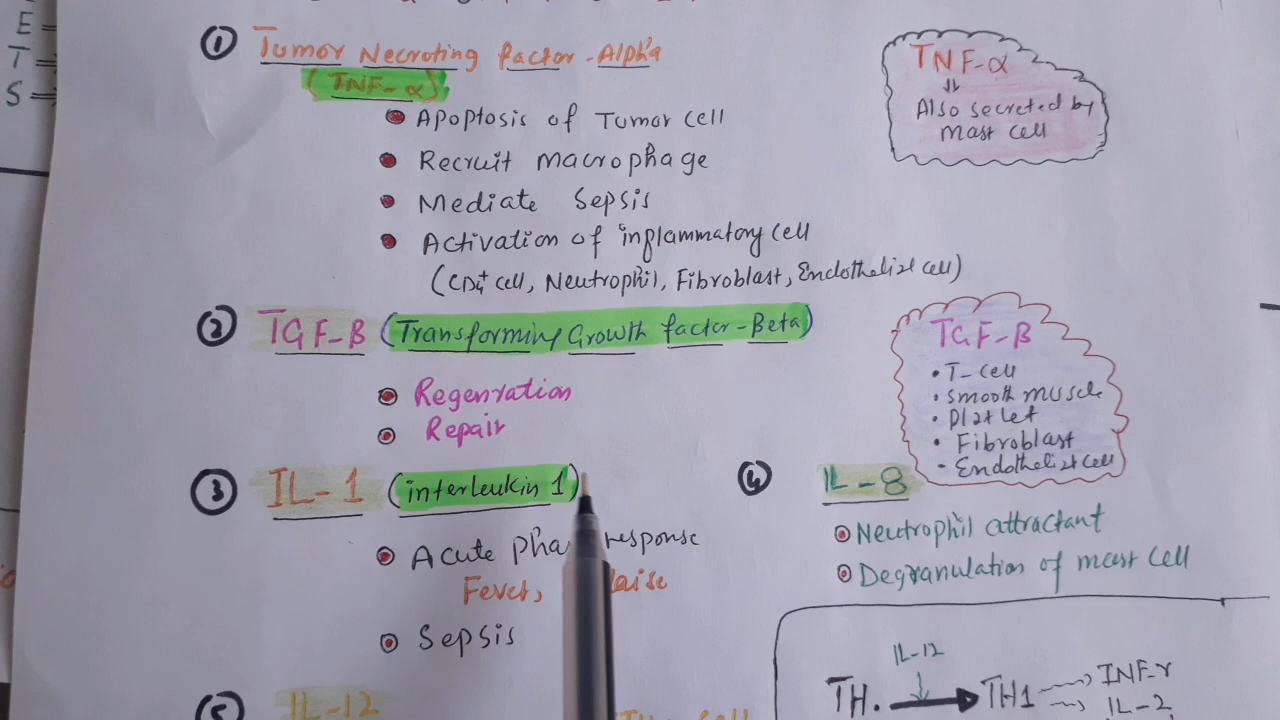 E =
T =>
S =>
① Tumor Necroting factor-Alpha
(TNF-α)
Apoptosis of Tumor cell
Recruit macrophage
Mediate Sepsis
Activation of inflammatory cell
(CD4+ cell, Neutrophil, Fibroblast, Endothelial cell)
TNF-α
⇓
Also secreted by
mast cell
② TGF-B (Transforming Growth factor-Beta)
Regenration
Repair
TGF-B
• T-cell
• smooth muscle
• platlet
• Fibroblast
• Endothelial cell
③ IL-1 (interleukin 1)
Acute response
Fever,
Sepsis
④ IL-8
Neutrophil attractant
Degranulation of mast cell
⑤ IL-12
IL-12
TH. → TH1 → INF-r
→ IL-2